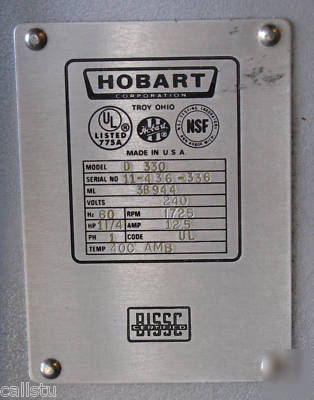 HOBART
CORPORATION
TROY OHIO
UL
LISTED
775A
Hobart
NSF
MADE IN U.S.A.
MODEL D 330
SERIAL NO 11-436-336
ML 38944
VOLTS 240
Hz 60 RPM 1725
HP 1 1/4 AMP 12.5
PH 1 CODE UL
TEMP 40C AMB
BISSC
CERTIFIED
callstu